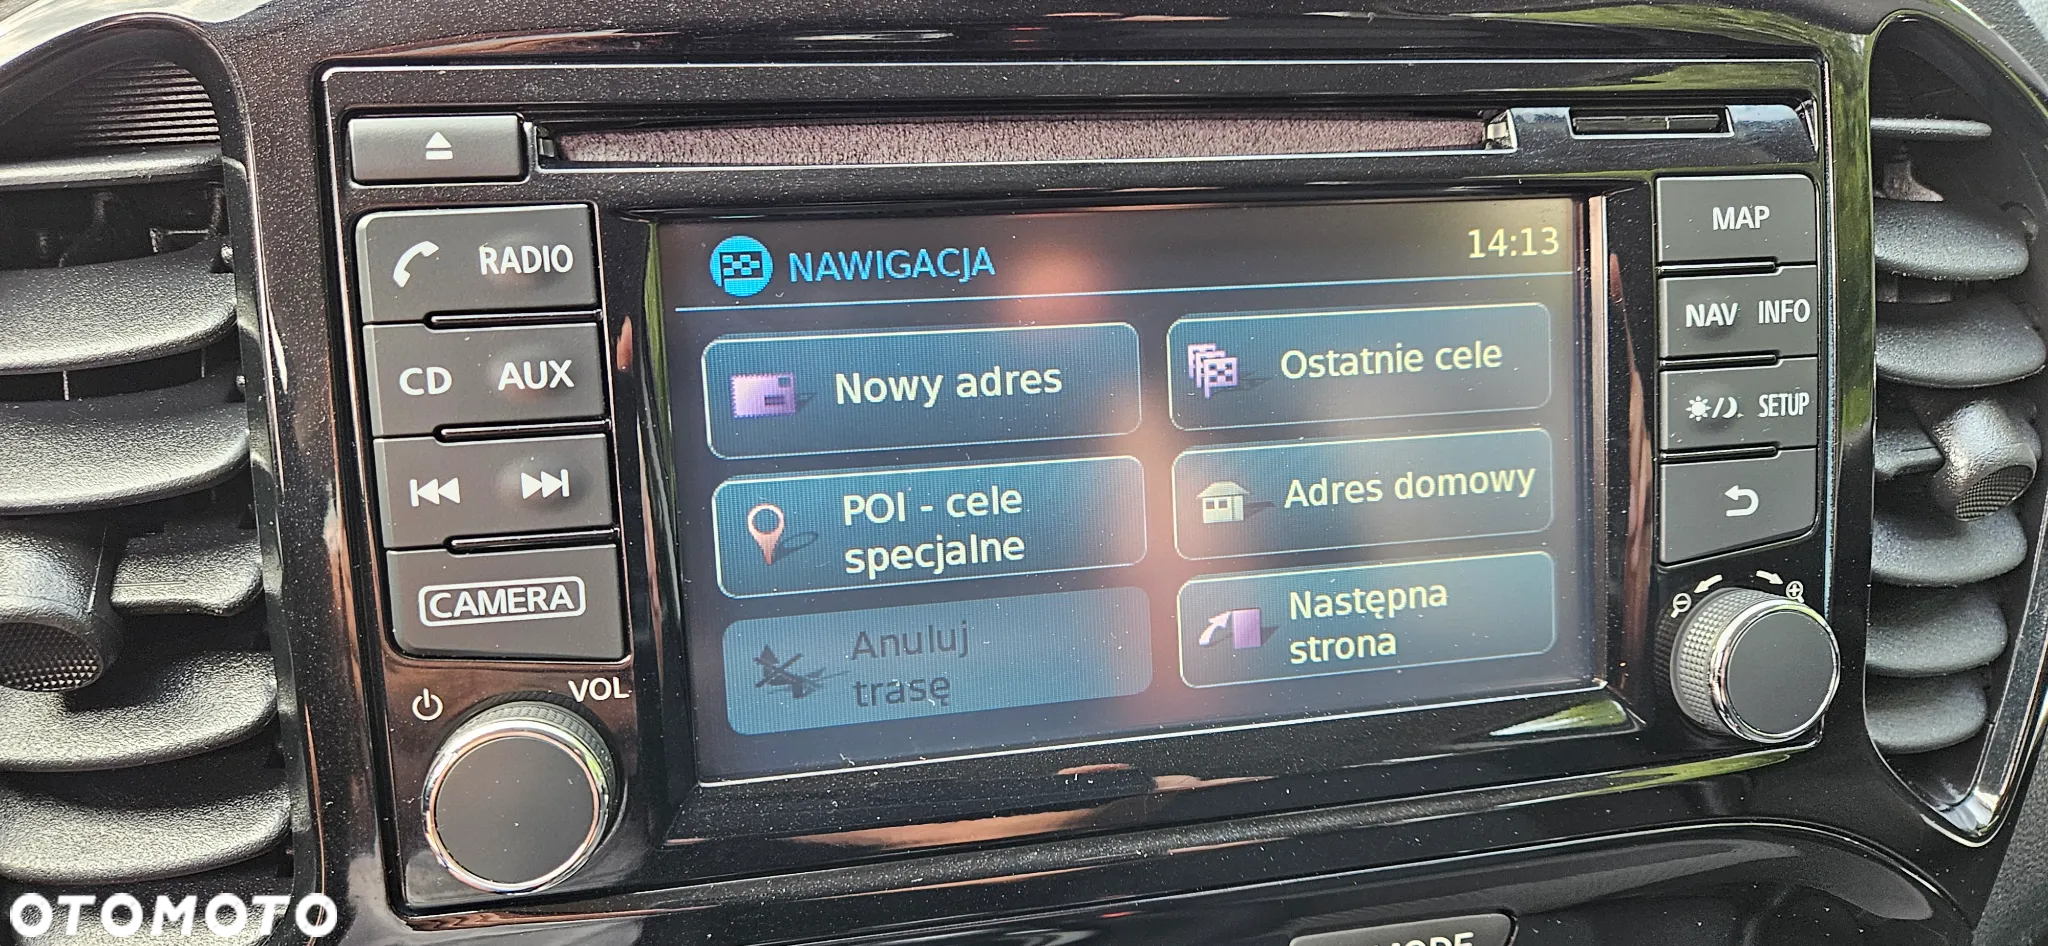 RADIO
CD AUX
CAMERA
VOL
NAWIGACJA 14:13
Nowy adres
Ostatnie cele
POI - cele
specjalne
Adres domowy
Anuluj
trasę
Następna
strona
MAP
NAV INFO
SETUP
MODE
OTOMOTO